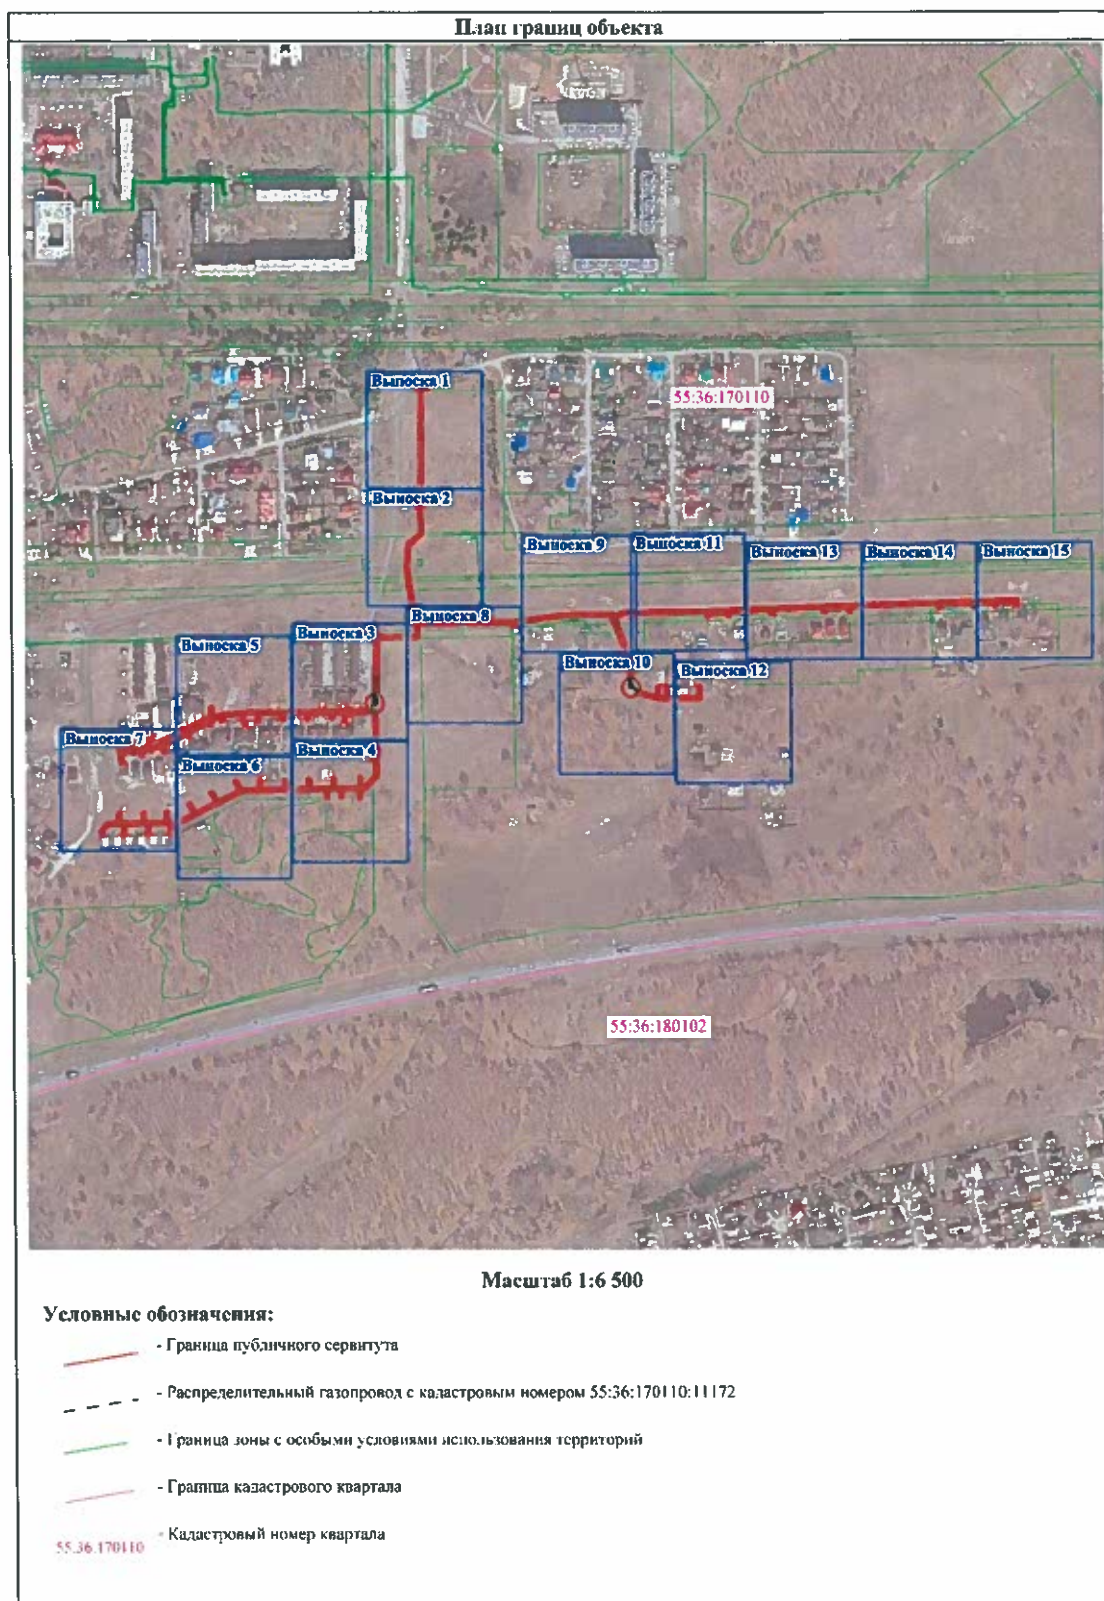 План границ объекта
Yandex
Выноска 1
55:36:170110
Выноска 2
Выноска 9
Выноска 11
Выноска 13
Выноска 14
Выноска 15
Выноска 8
Выноска 3
Выноска 5
Выноска 10
Выноска 12
Выноска 7
Выноска 4
Выноска 6
55:36:180102
Масштаб 1:6 500
Условные обозначения:
- Граница публичного сервитута
- Распределительный газопровод с кадастровым номером 55:36:170110:11172
- Граница зоны с особыми условиями использования территорий
- Граница кадастрового квартала
55:36:170110 - Кадастровый номер квартала